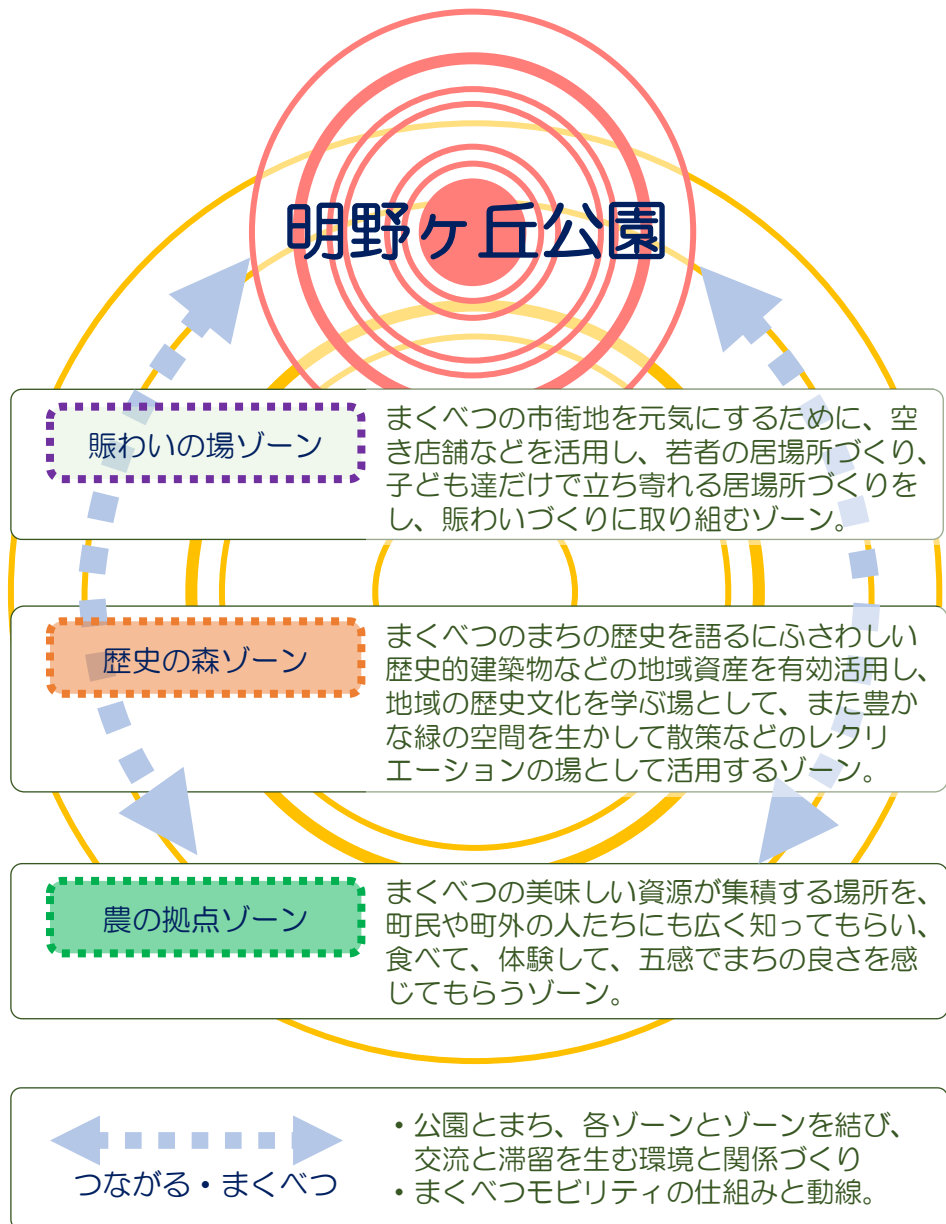 明野ヶ丘公園
賑わいの場ゾーン
まくべつの市街地を元気にするために、空
き店舗などを活用し、若者の居場所づくり、
子ども達だけで立ち寄れる居場所づくりを
し、賑わいづくりに取り組むゾーン。
歴史の森ゾーン
まくべつのまちの歴史を語るにふさわしい
歴史的建築物などの地域資産を有効活用し、
地域の歴史文化を学ぶ場として、また豊か
な緑の空間を生かして散策などのレクリ
エーションの場として活用するゾーン。
農の拠点ゾーン
まくべつの美味しい資源が集積する場所を、
町民や町外の人たちにも広く知ってもらい、
食べて、体験して、五感でまちの良さを感
じてもらうゾーン。
つながる・まくべつ
・公園とまち、各ゾーンとゾーンを結び、
交流と滞留を生む環境と関係づくり
・まくべつモビリティの仕組みと動線。